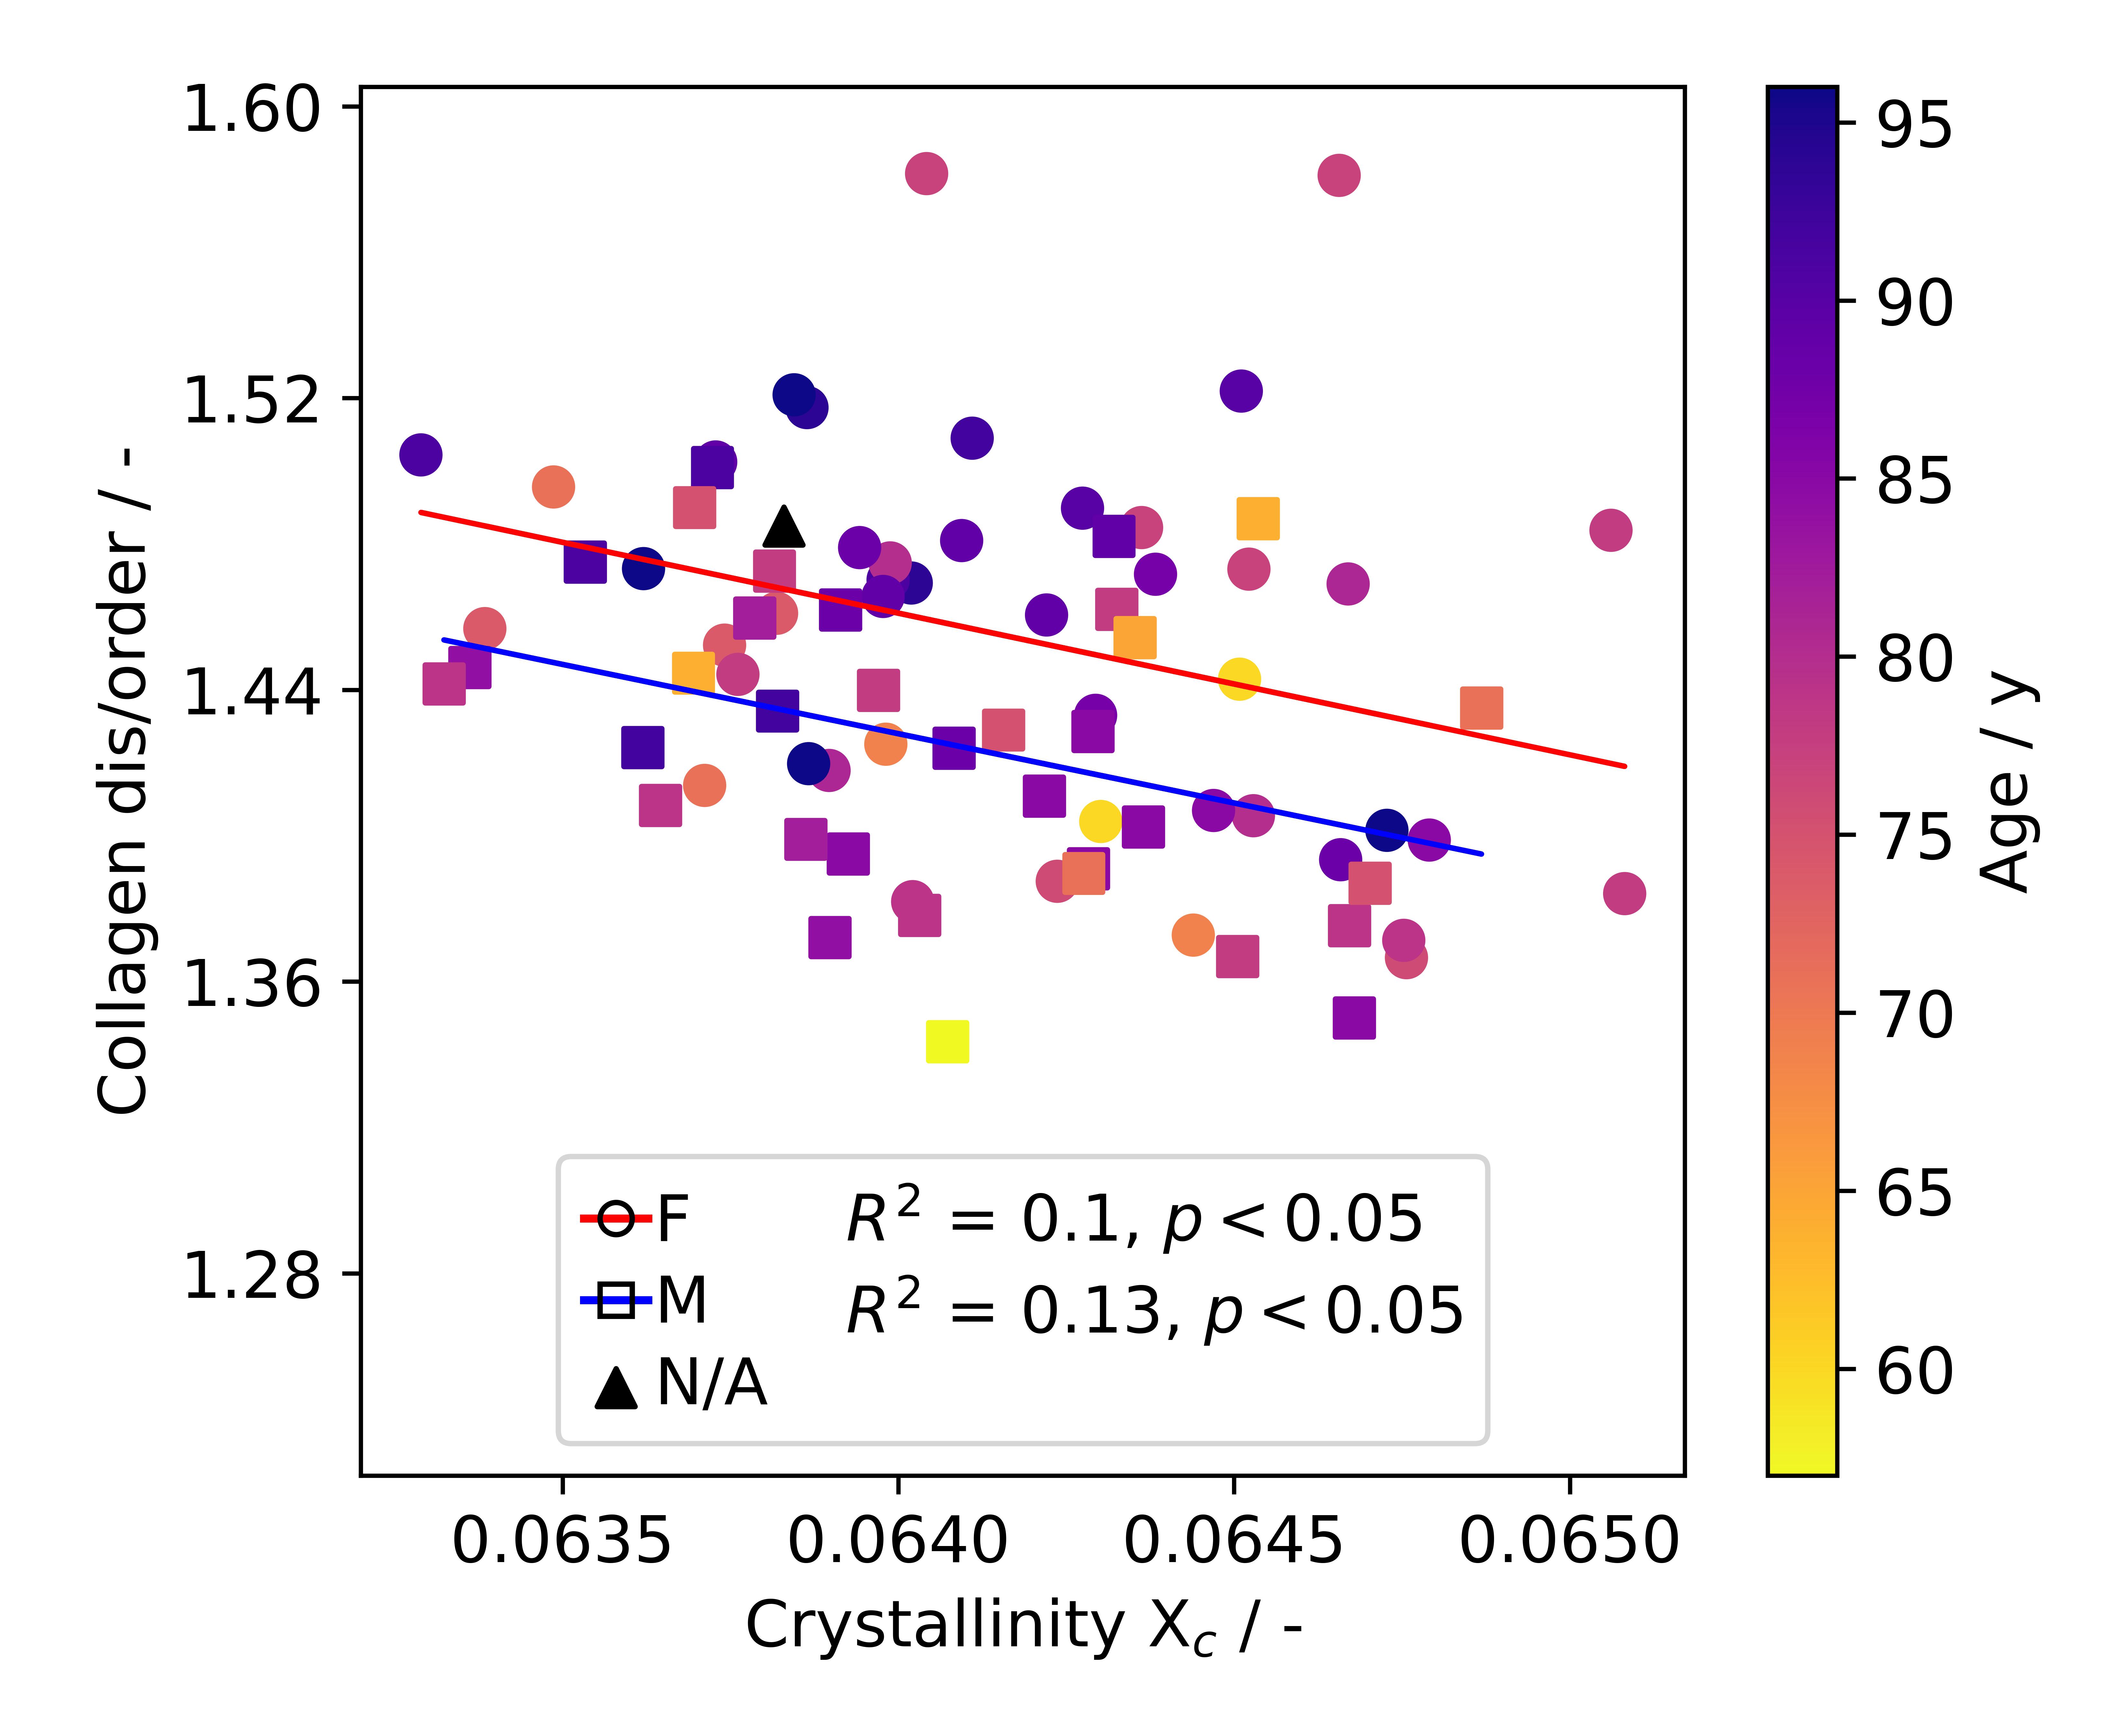 1.60
1.52
1.44
1.36
1.28
Collagen dis/order / -
0.0635
0.0640
0.0645
0.0650
Crystallinity X_c / -
F R² = 0.1, p < 0.05
M R² = 0.13, p < 0.05
N/A
95
90
85
80
75
70
65
60
Age / y